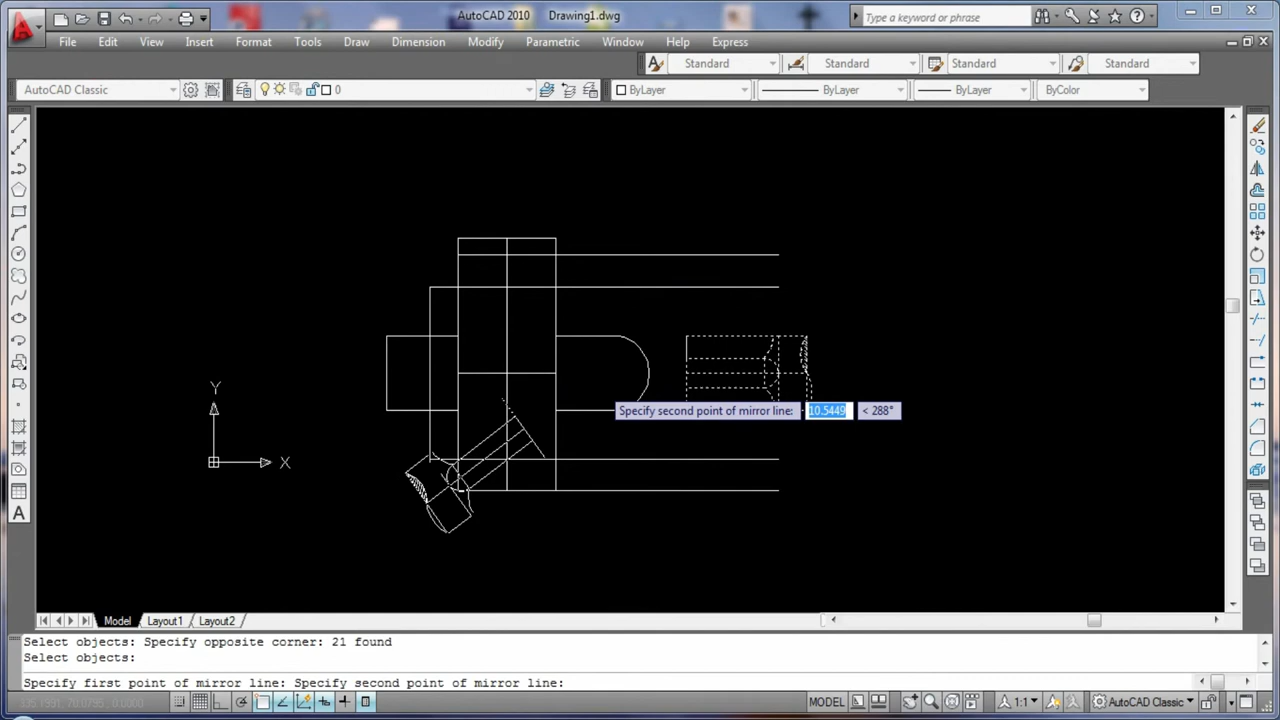 AutoCAD 2010 Drawing1.dwg
Type a keyword or phrase
File Edit View Insert Format Tools Draw Dimension Modify Parametric Window Help Express
Standard Standard Standard Standard
AutoCAD Classic 0 ByLayer ByLayer ByLayer ByColor
Y
X
Specify second point of mirror line: 10.5449 < 288°
A
Model Layout1 Layout2
Select objects: Specify opposite corner: 21 found
Select objects:
Specify first point of mirror line: Specify second point of mirror line:
MODEL 1:1 AutoCAD Classic